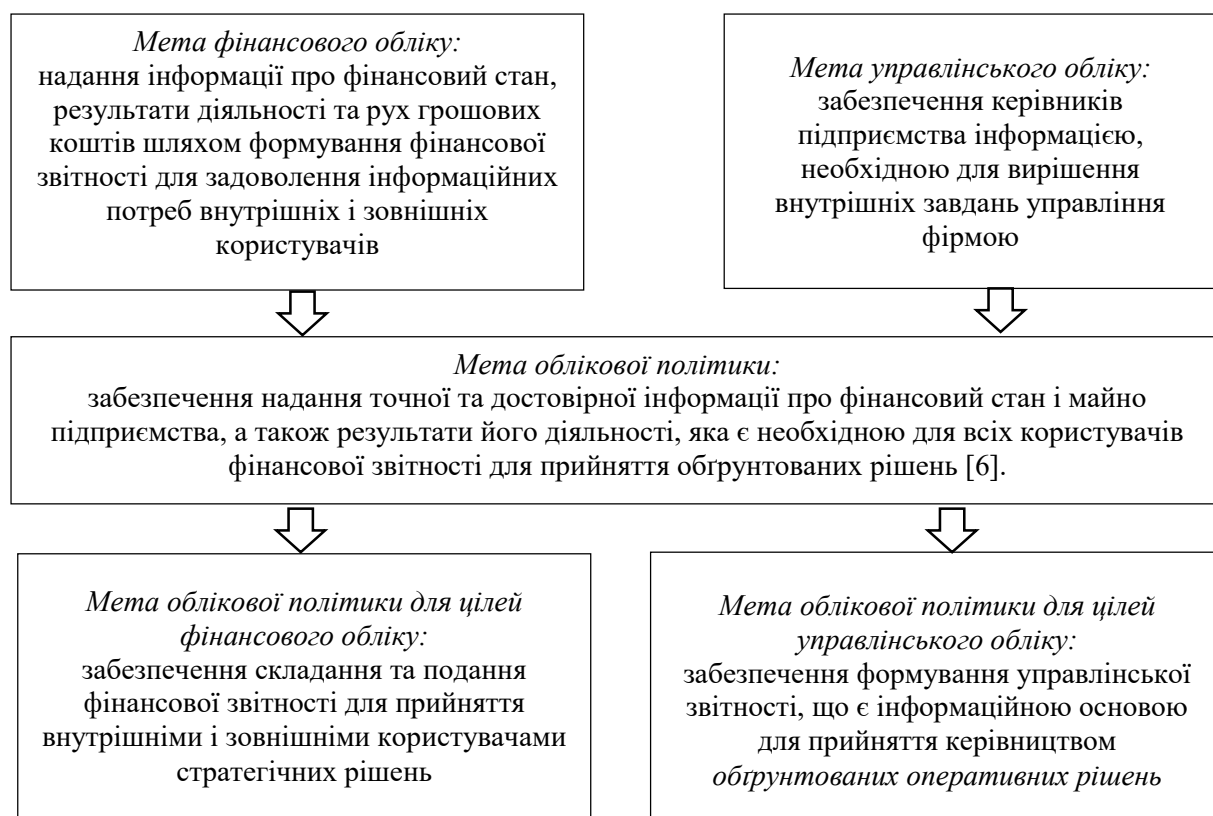 Мета фінансового обліку:
надання інформації про фінансовий стан,
результати діяльності та рух грошових
коштів шляхом формування фінансової
звітності для задоволення інформаційних
потреб внутрішніх і зовнішніх
користувачів
Мета управлінського обліку:
забезпечення керівників
підприємства інформацією,
необхідною для вирішення
внутрішніх завдань управління
фірмою
Мета облікової політики:
забезпечення надання точної та достовірної інформації про фінансовий стан і майно
підприємства, а також результати його діяльності, яка є необхідною для всіх користувачів
фінансової звітності для прийняття обґрунтованих рішень [6].
Мета облікової політики для цілей
фінансового обліку:
забезпечення складання та подання
фінансової звітності для прийняття
внутрішніми і зовнішніми користувачами
стратегічних рішень
Мета облікової політики для цілей
управлінського обліку:
забезпечення формування управлінської
звітності, що є інформаційною основою
для прийняття керівництвом
обґрунтованих оперативних рішень